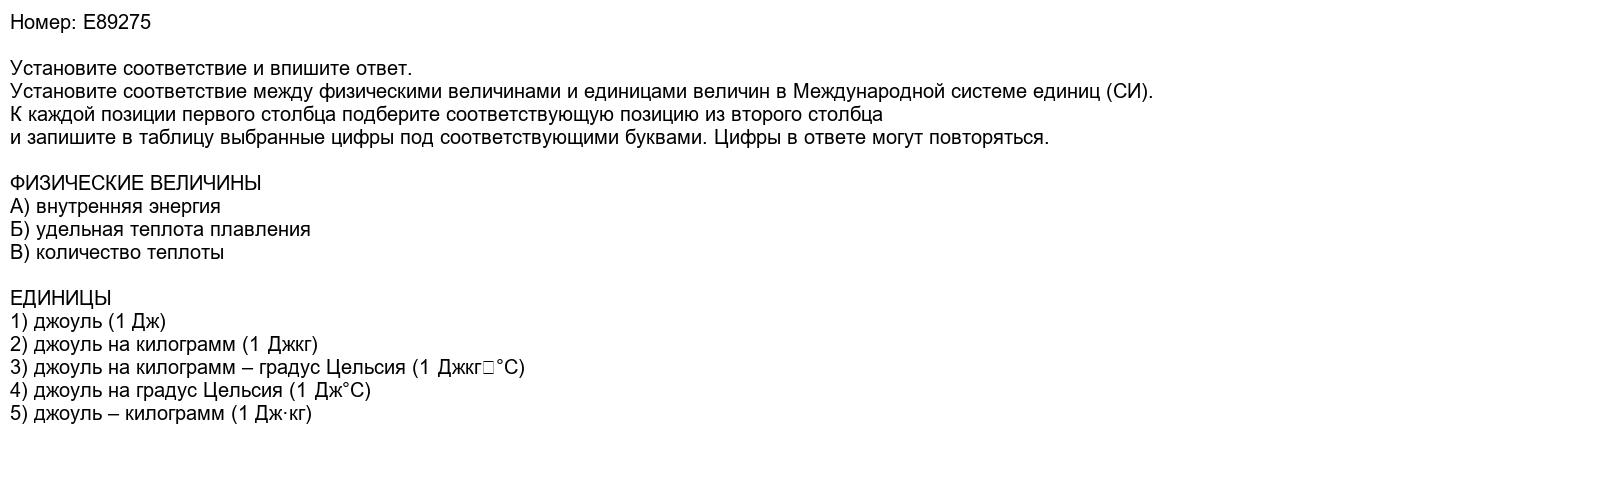 Номер: E89275
Установите соответствие и впишите ответ.
Установите соответствие между физическими величинами и единицами величин в Международной системе единиц (СИ).
К каждой позиции первого столбца подберите соответствующую позицию из второго столбца
и запишите в таблицу выбранные цифры под соответствующими буквами. Цифры в ответе могут повторяться.
ФИЗИЧЕСКИЕ ВЕЛИЧИНЫ
А) внутренняя энергия
Б) удельная теплота плавления
В) количество теплоты
ЕДИНИЦЫ
1) джоуль (1 Дж)
2) джоуль на килограмм (1 Джкг)
3) джоуль на килограмм – градус Цельсия (1 Джкг□°С)
4) джоуль на градус Цельсия (1 Дж°С)
5) джоуль – килограмм (1 Дж·кг)